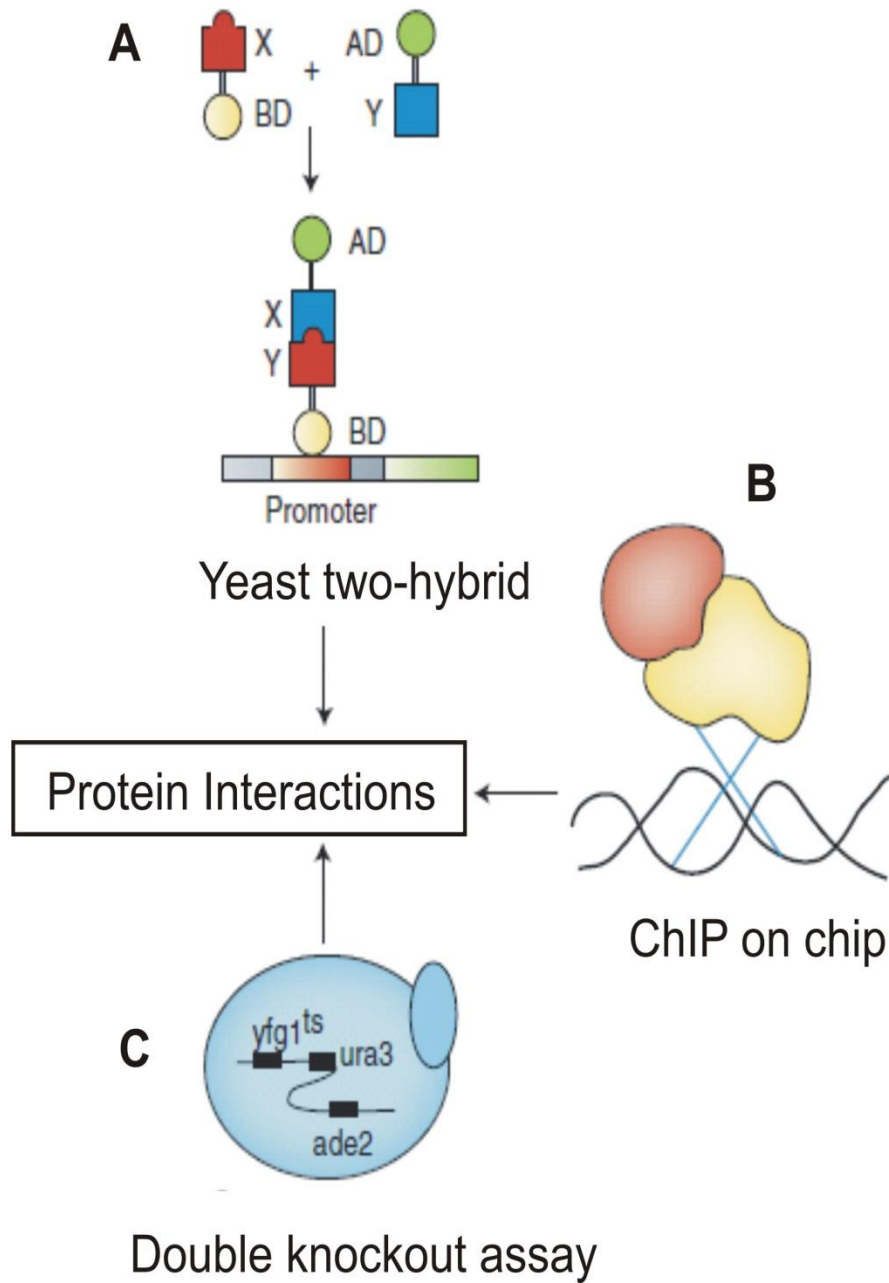 A
X
+
AD
BD
Y
AD
X
Y
BD
Promoter
Yeast two-hybrid
B
Protein Interactions
ChIP on chip
C
yfg1ts
ura3
ade2
Double knockout assay